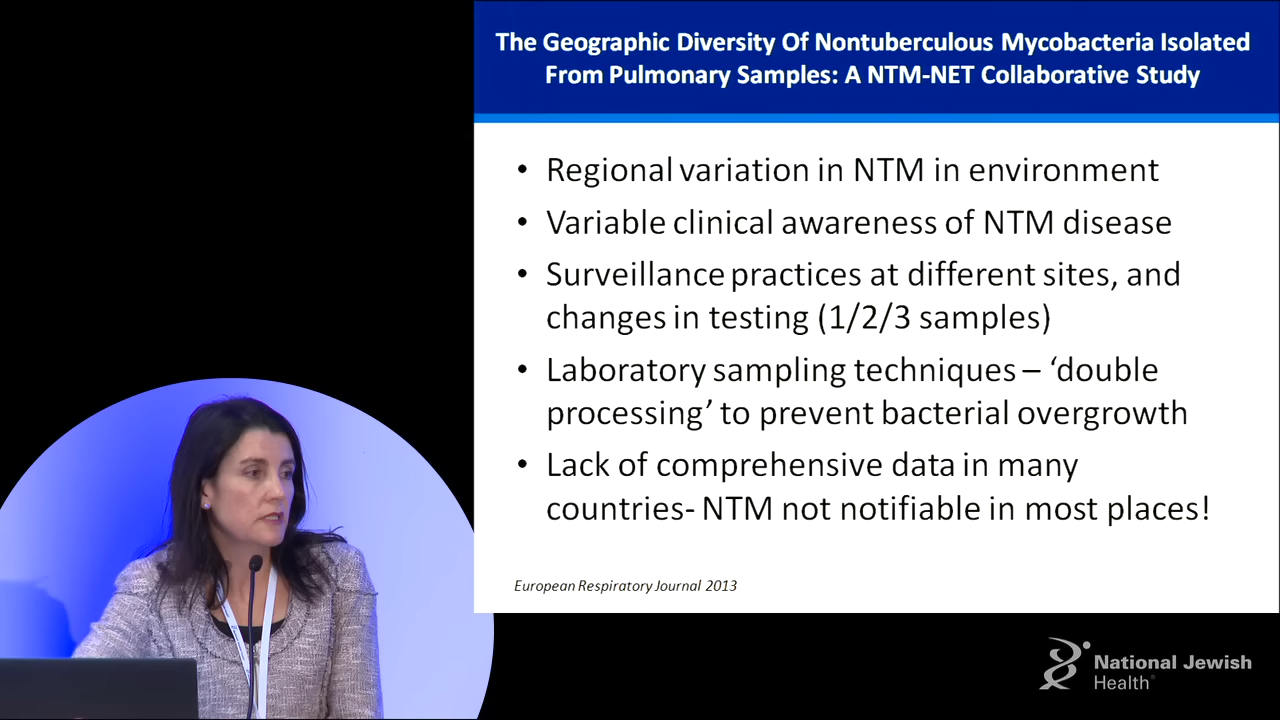 The Geographic Diversity Of Nontuberculous Mycobacteria Isolated
From Pulmonary Samples: A NTM-NET Collaborative Study
• Regional variation in NTM in environment
• Variable clinical awareness of NTM disease
• Surveillance practices at different sites, and
changes in testing (1/2/3 samples)
• Laboratory sampling techniques – ‘double
processing’ to prevent bacterial overgrowth
• Lack of comprehensive data in many
countries- NTM not notifiable in most places!
European Respiratory Journal 2013
National Jewish
Health®